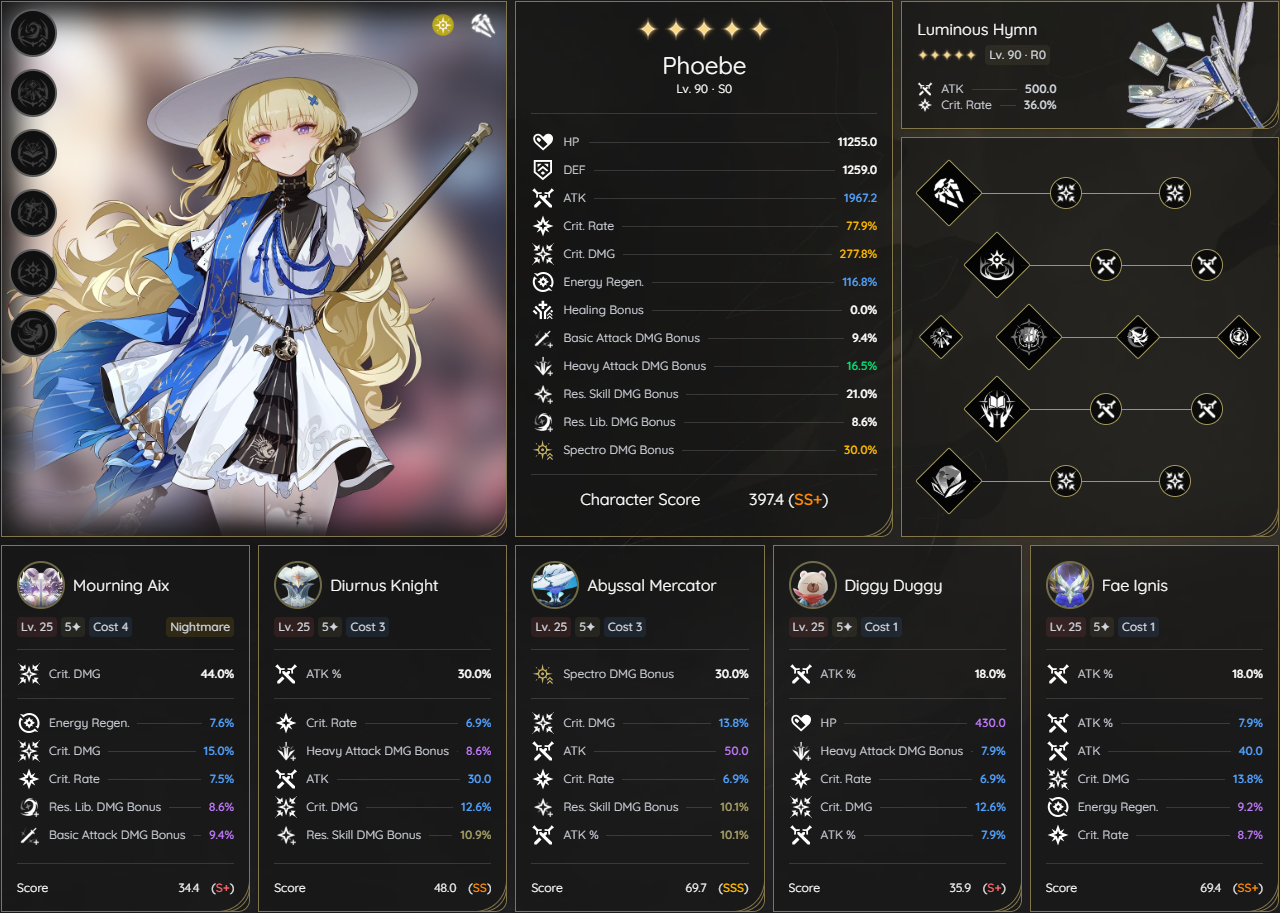 Phoebe
Lv. 90 · S0
HP 11255.0
DEF 1259.0
ATK 1967.2
Crit. Rate 77.9%
Crit. DMG 277.8%
Energy Regen. 116.8%
Healing Bonus 0.0%
Basic Attack DMG Bonus 9.4%
Heavy Attack DMG Bonus 16.5%
Res. Skill DMG Bonus 21.0%
Res. Lib. DMG Bonus 8.6%
Spectro DMG Bonus 30.0%
Character Score 397.4 (SS+)
Luminous Hymn
Lv. 90 · R0
ATK 500.0
Crit. Rate 36.0%
Mourning Aix
Lv. 25 5✦ Cost 4 Nightmare
Crit. DMG 44.0%
Energy Regen. 7.6%
Crit. DMG 15.0%
Crit. Rate 7.5%
Res. Lib. DMG Bonus 8.6%
Basic Attack DMG Bonus 9.4%
Score 34.4 (S+)
Diurnus Knight
Lv. 25 5✦ Cost 3
ATK % 30.0%
Crit. Rate 6.9%
Heavy Attack DMG Bonus 8.6%
ATK 30.0
Crit. DMG 12.6%
Res. Skill DMG Bonus 10.9%
Score 48.0 (SS)
Abyssal Mercator
Lv. 25 5✦ Cost 3
Spectro DMG Bonus 30.0%
Crit. DMG 13.8%
ATK 50.0
Crit. Rate 6.9%
Res. Skill DMG Bonus 10.1%
ATK % 10.1%
Score 69.7 (SSS)
Diggy Duggy
Lv. 25 5✦ Cost 1
ATK % 18.0%
HP 430.0
Heavy Attack DMG Bonus 7.9%
Crit. Rate 6.9%
Crit. DMG 12.6%
ATK % 7.9%
Score 35.9 (S+)
Fae Ignis
Lv. 25 5✦ Cost 1
ATK % 18.0%
ATK % 7.9%
ATK 40.0
Crit. DMG 13.8%
Energy Regen. 9.2%
Crit. Rate 8.7%
Score 69.4 (SS+)